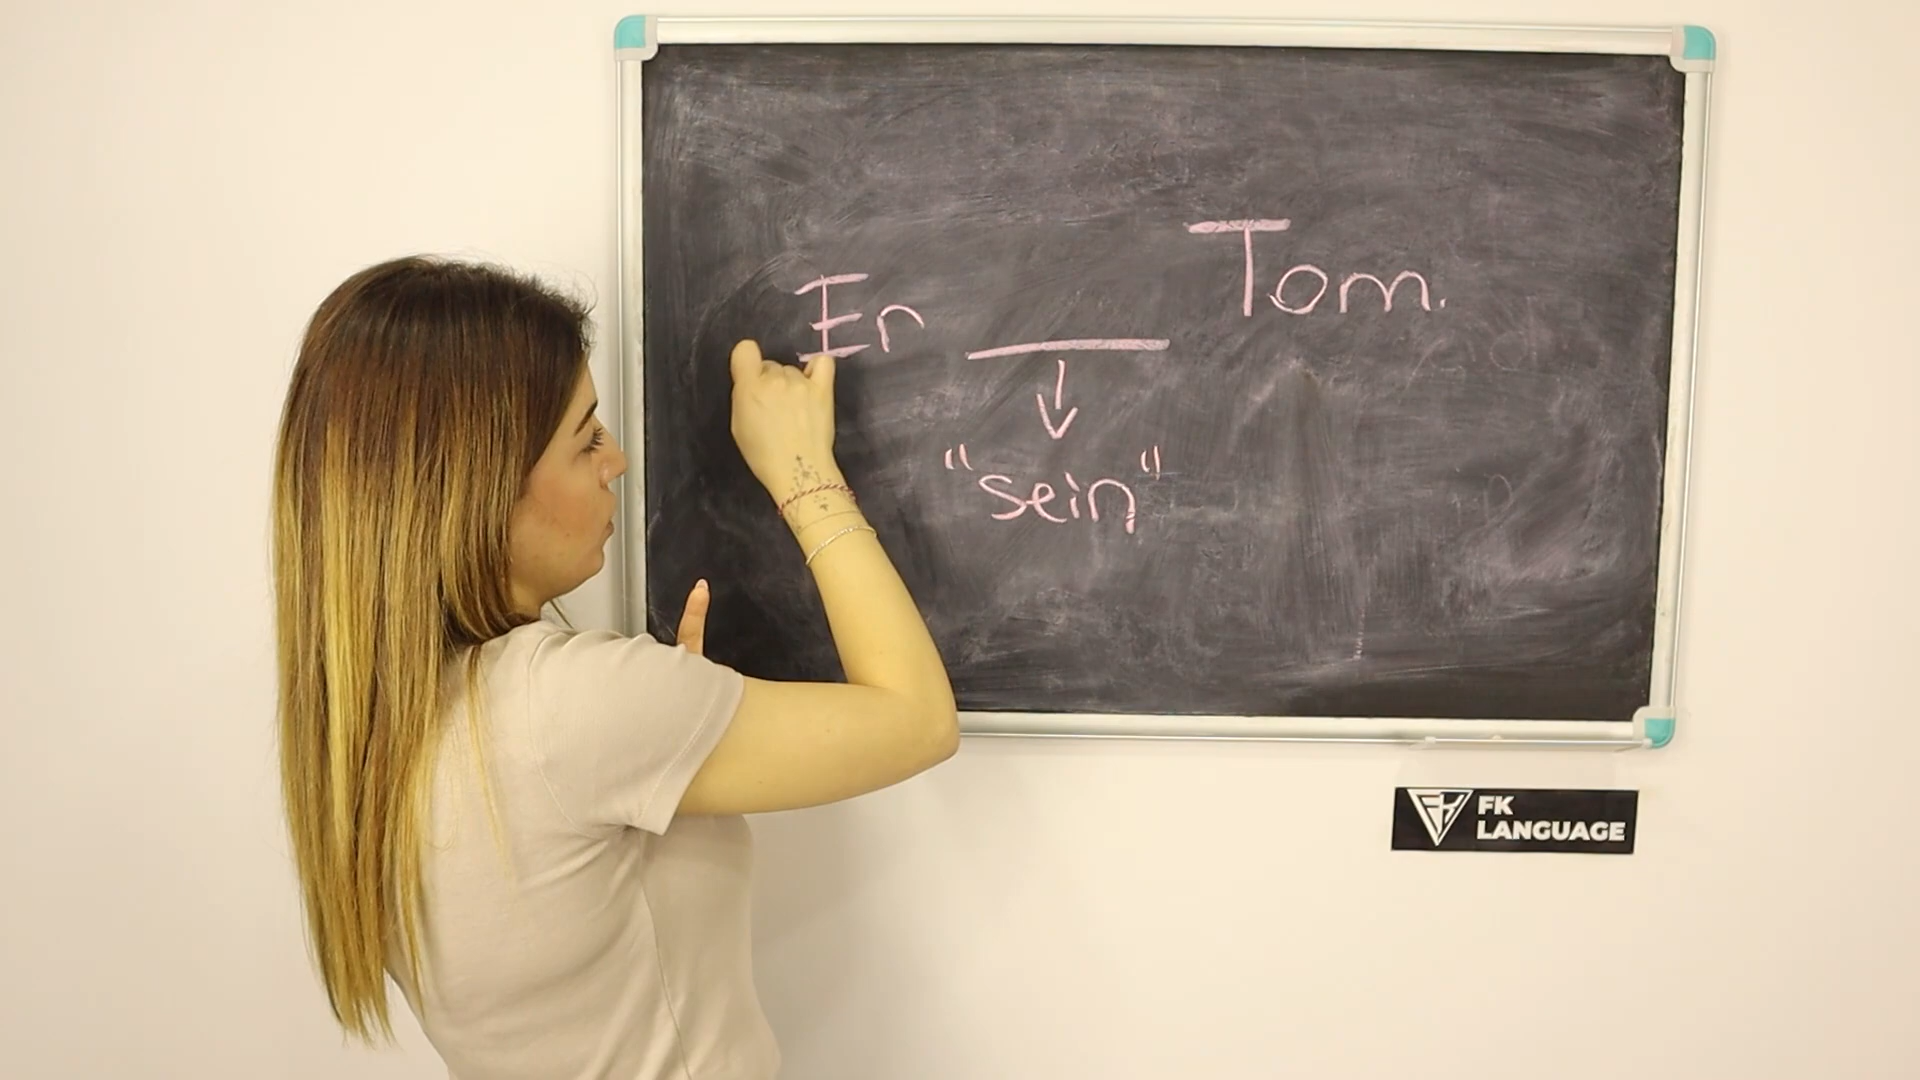 Er ___ Tom.
"sein"
FK
LANGUAGE